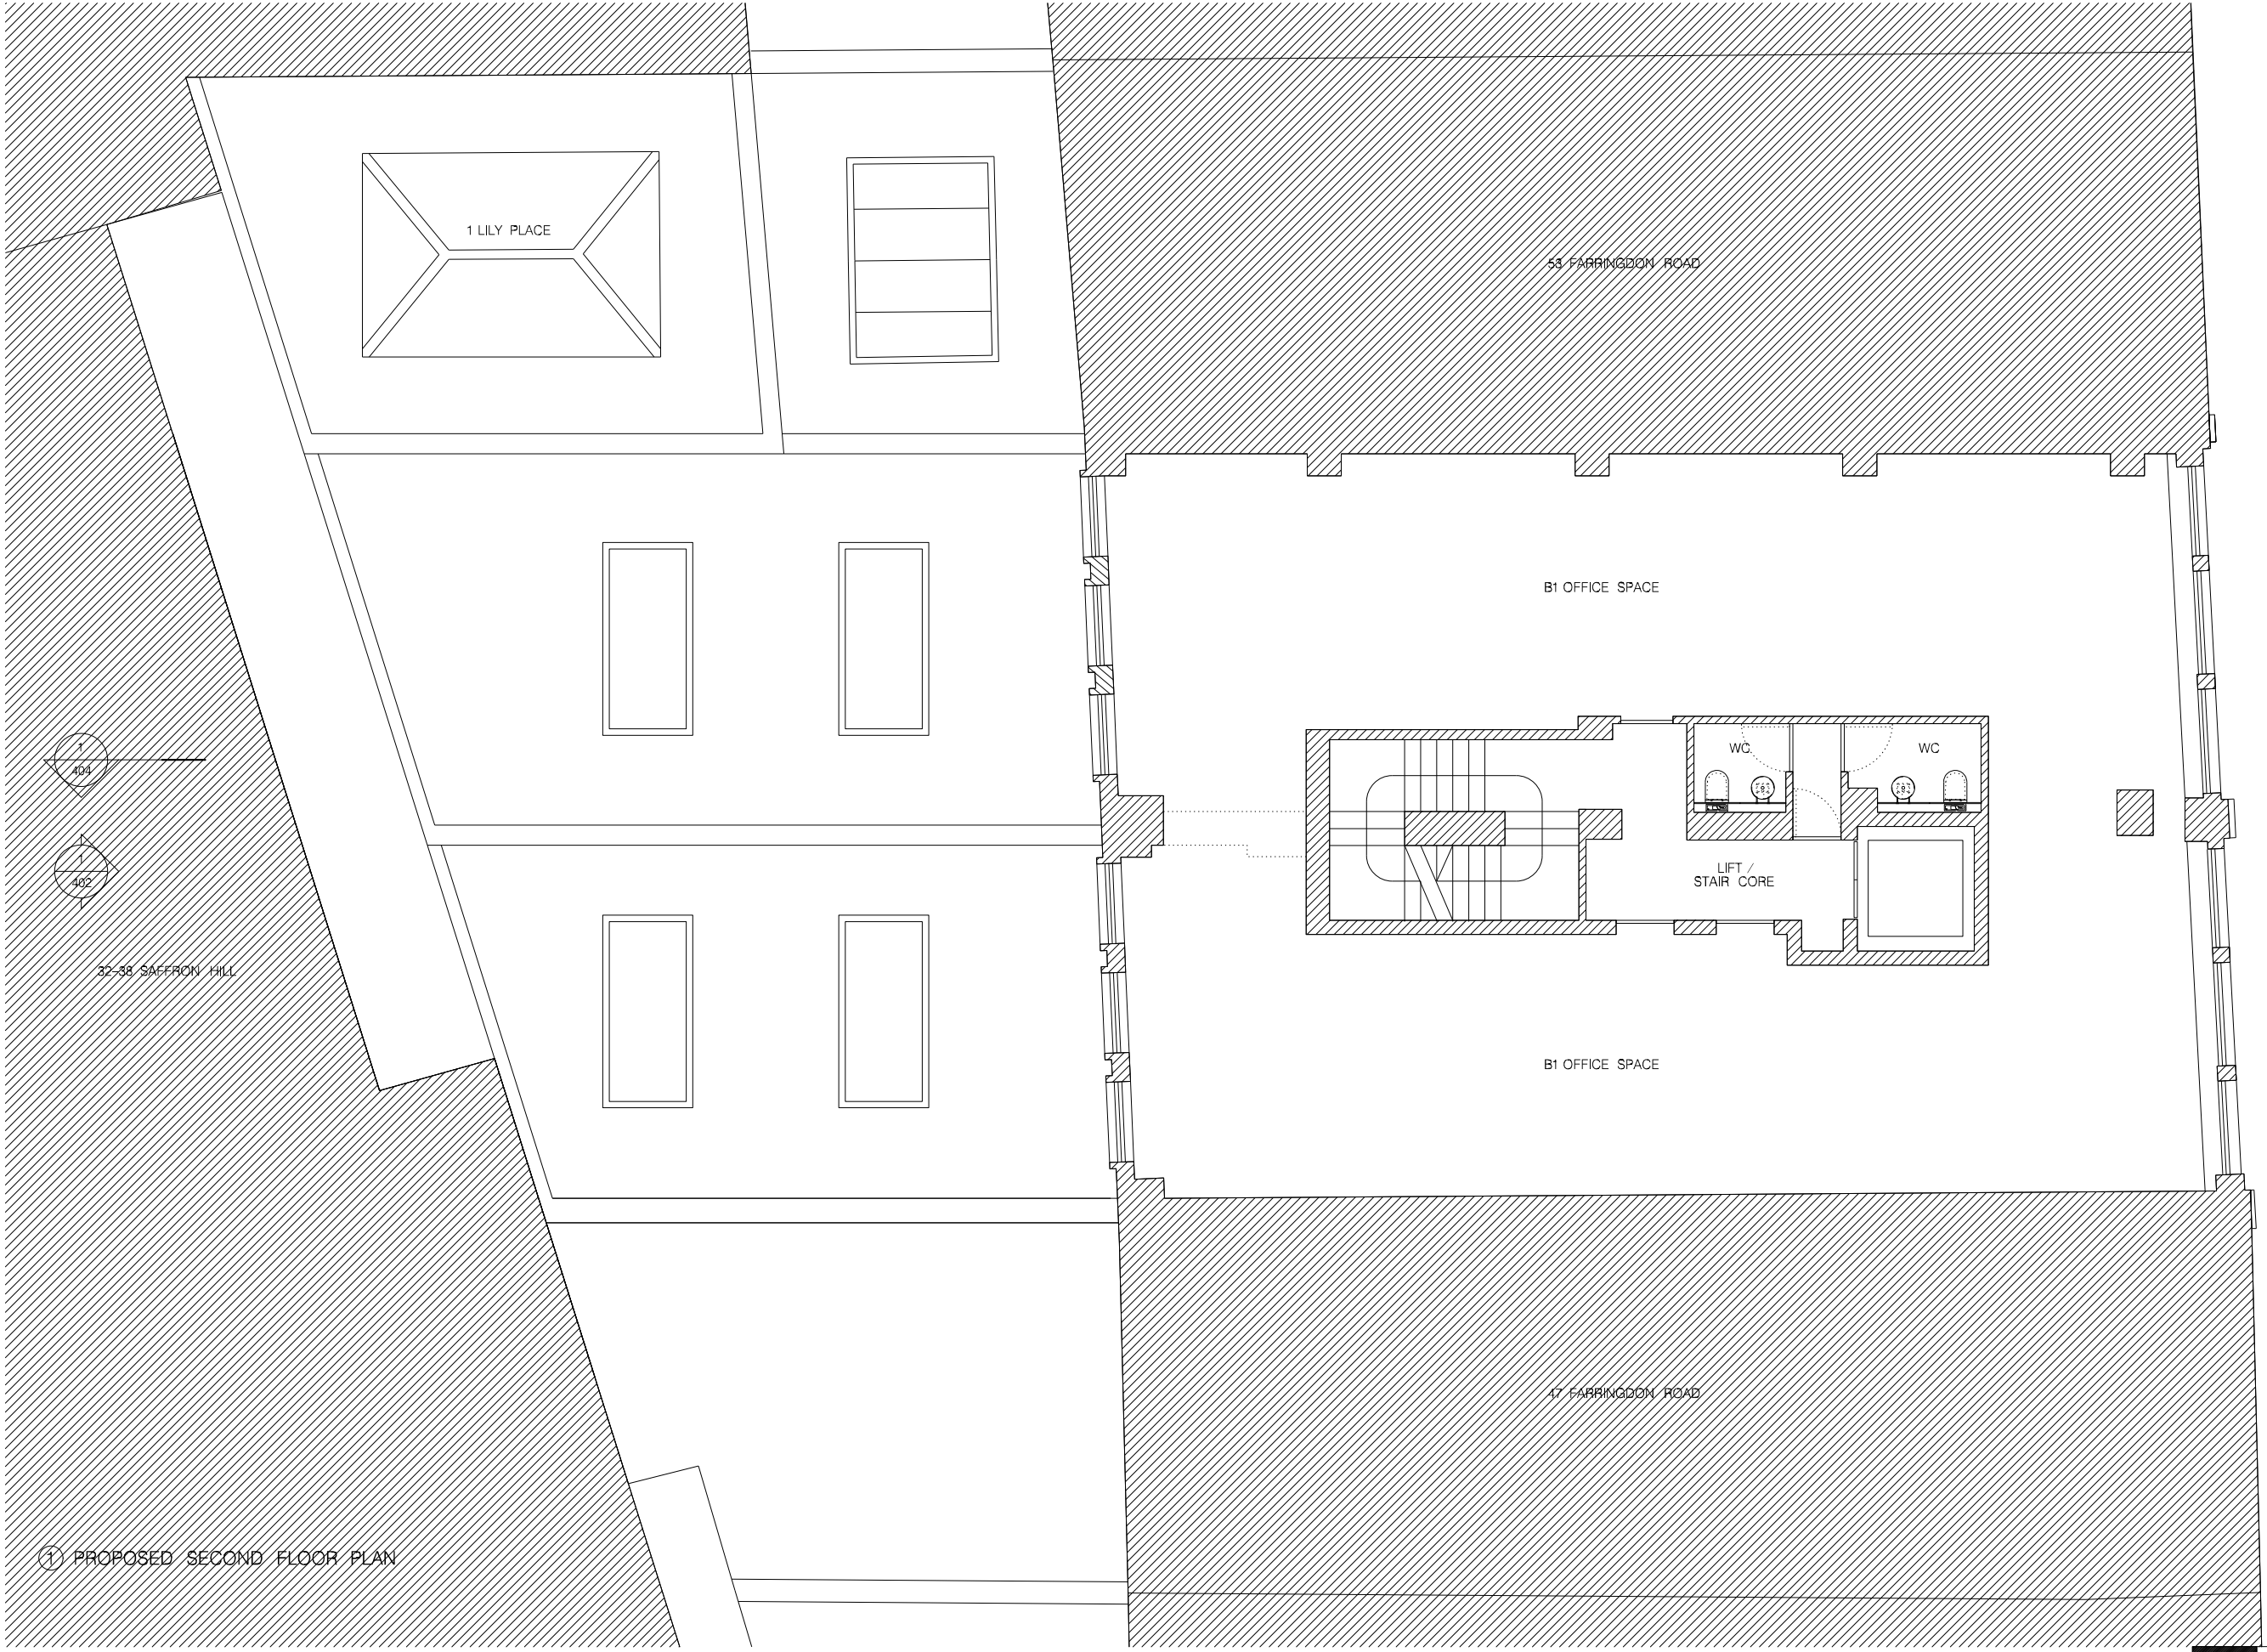 1 LILY PLACE
53 FARRINGDON ROAD
B1 OFFICE SPACE
WC
WC
1
404
LIFT /
STAIR CORE
1
402
32-38 SAFFRON HILL
B1 OFFICE SPACE
47 FARRINGDON ROAD
1 PROPOSED SECOND FLOOR PLAN